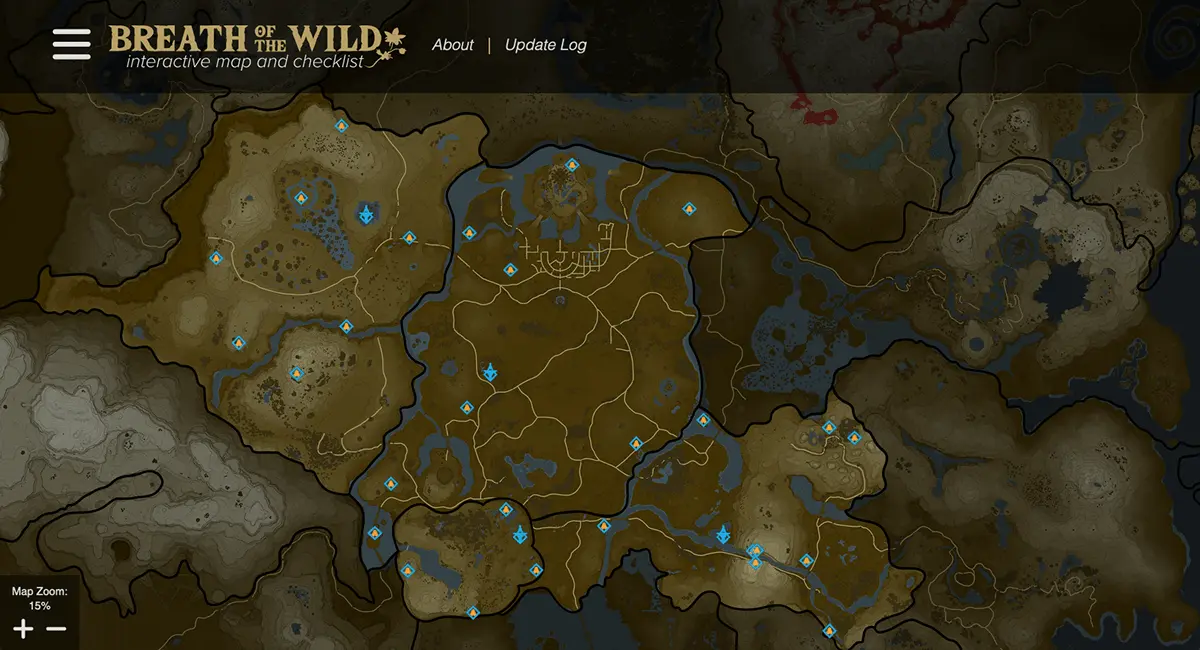 BREATH OF THE WILD
interactive map and checklist
About | Update Log
Map Zoom:
15%